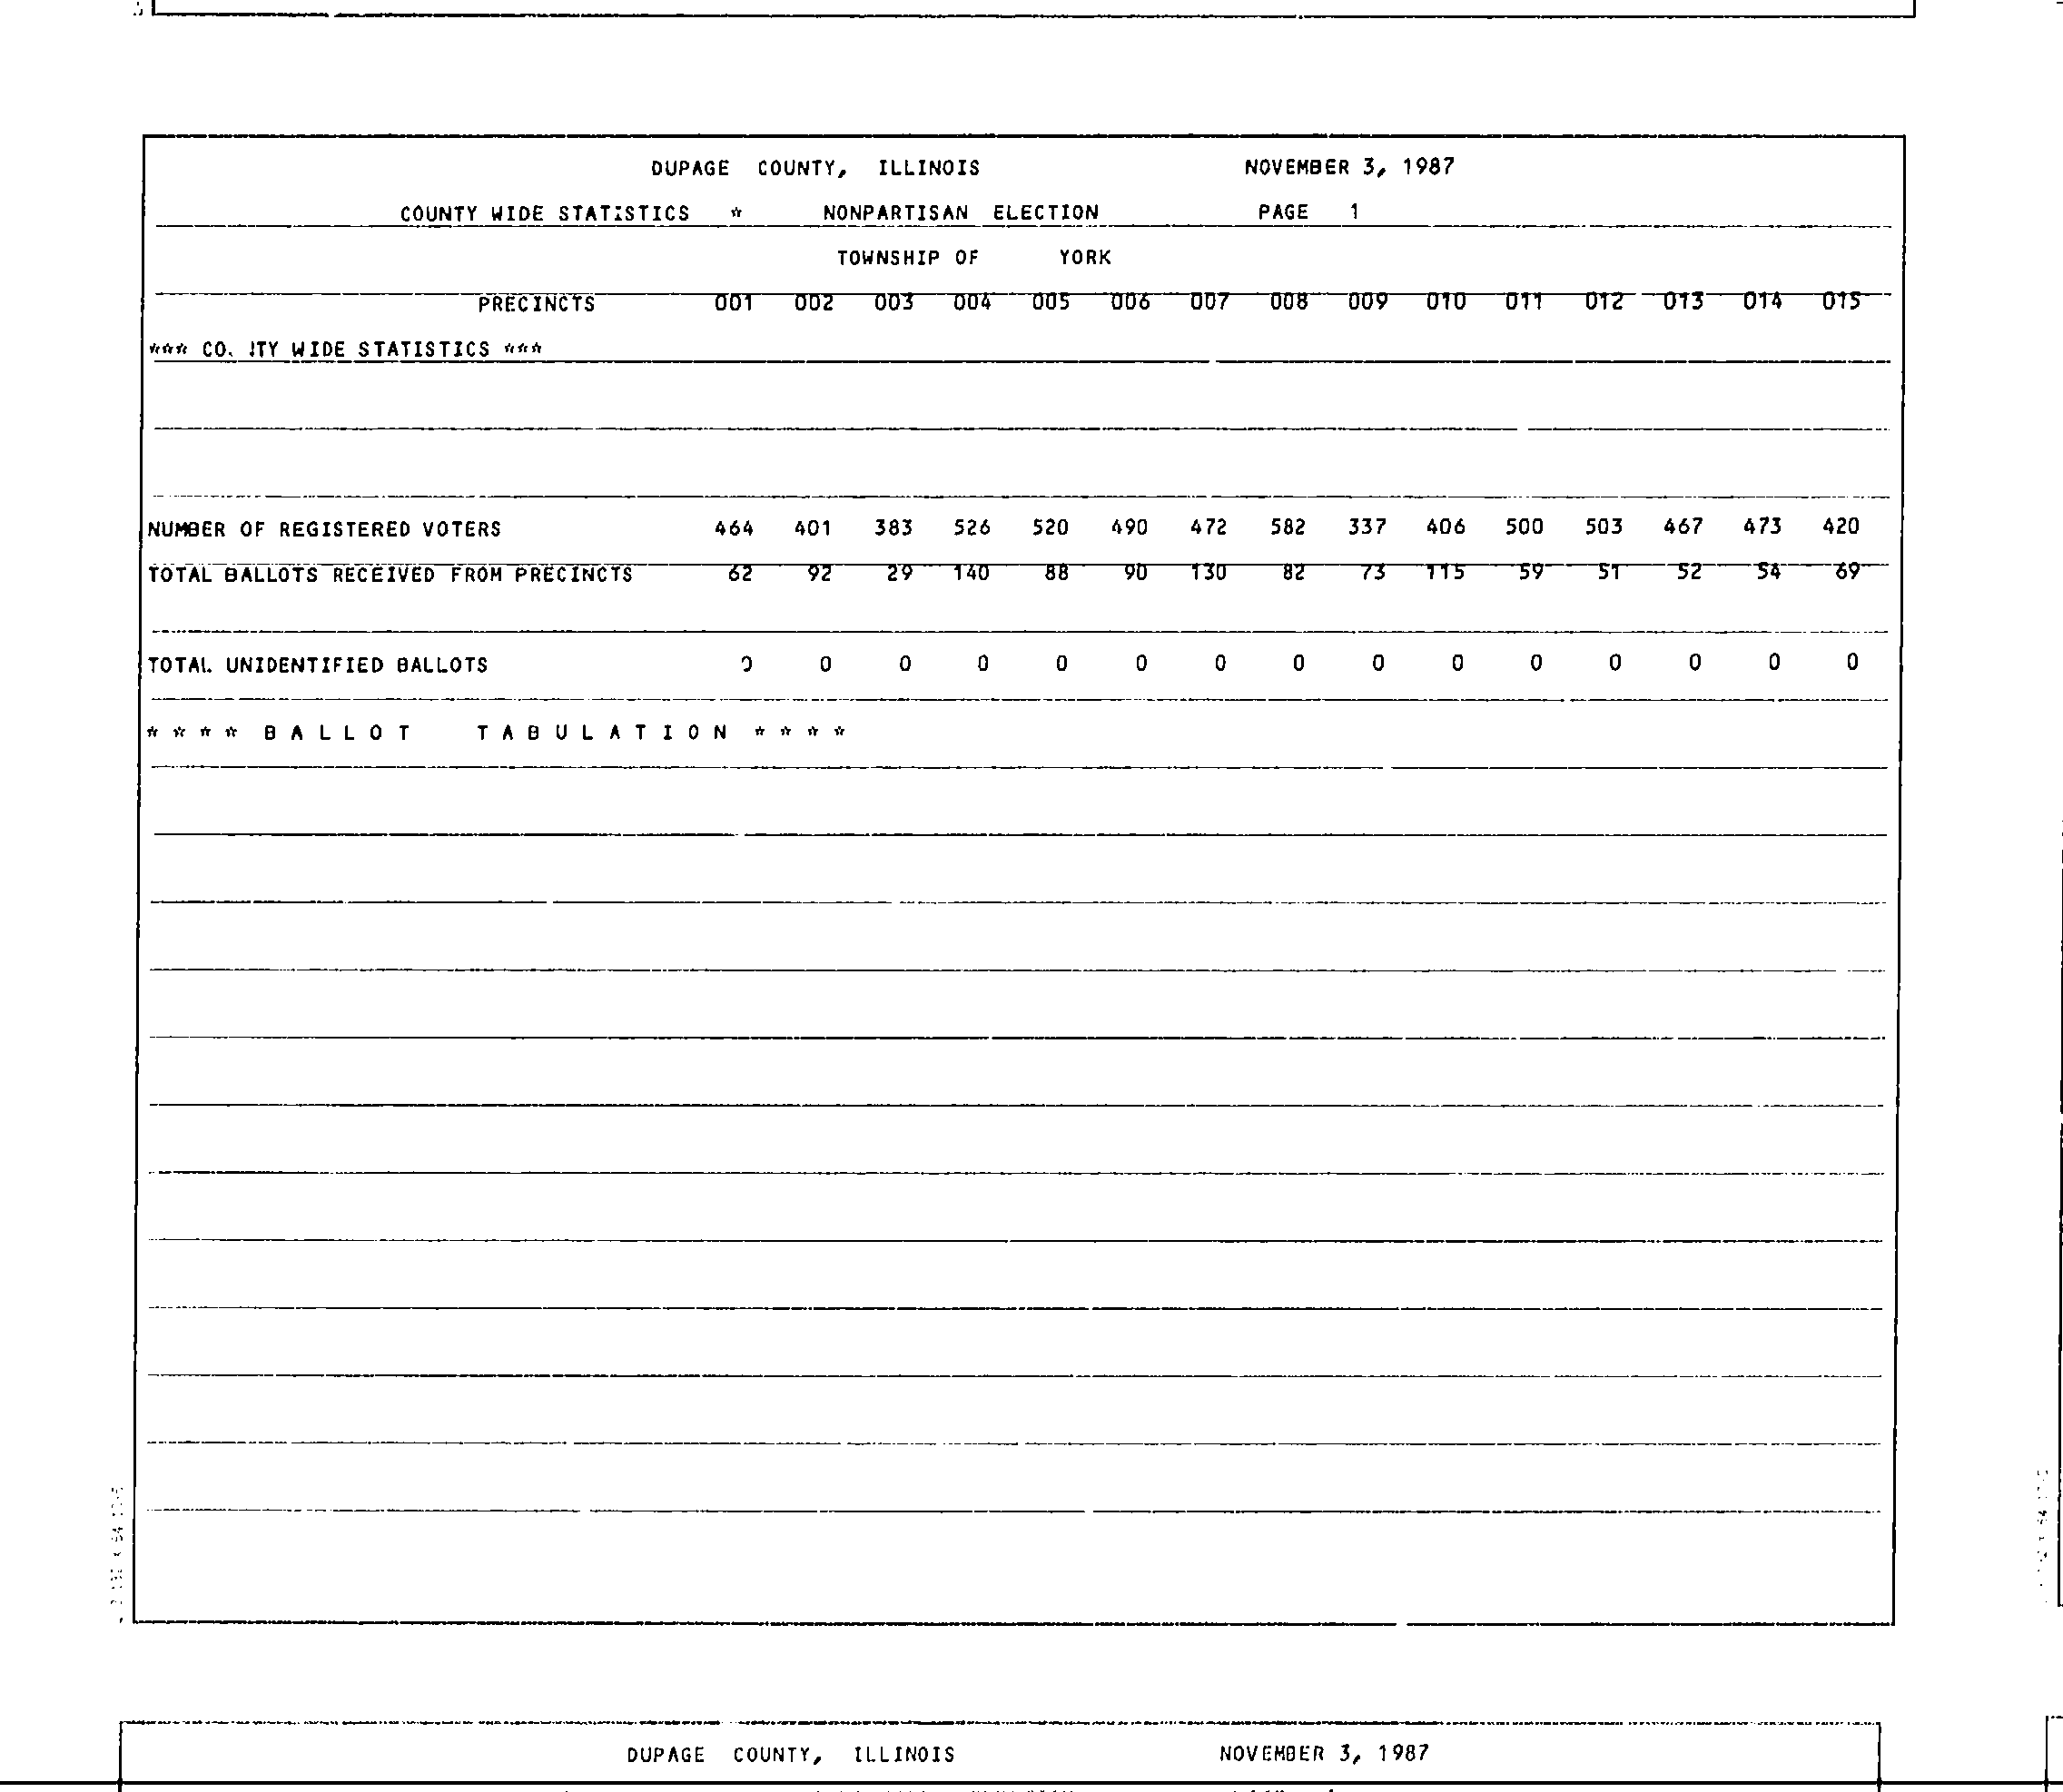 DUPAGE COUNTY, ILLINOIS NOVEMBER 3, 1987
COUNTY WIDE STATISTICS * NONPARTISAN ELECTION PAGE 1
TOWNSHIP OF YORK
PRECINCTS 001 002 003 004 005 006 007 008 009 010 011 012 013 014 015
*** CO. ITY WIDE STATISTICS ***
NUMBER OF REGISTERED VOTERS 464 401 383 526 520 490 472 582 337 406 500 503 467 473 420
TOTAL BALLOTS RECEIVED FROM PRECINCTS 62 92 29 140 88 90 130 82 73 115 59 51 52 54 69
TOTAL UNIDENTIFIED BALLOTS 0 0 0 0 0 0 0 0 0 0 0 0 0 0 0
* * * * B A L L O T T A B U L A T I O N * * * *
DUPAGE COUNTY, ILLINOIS NOVEMBER 3, 1987